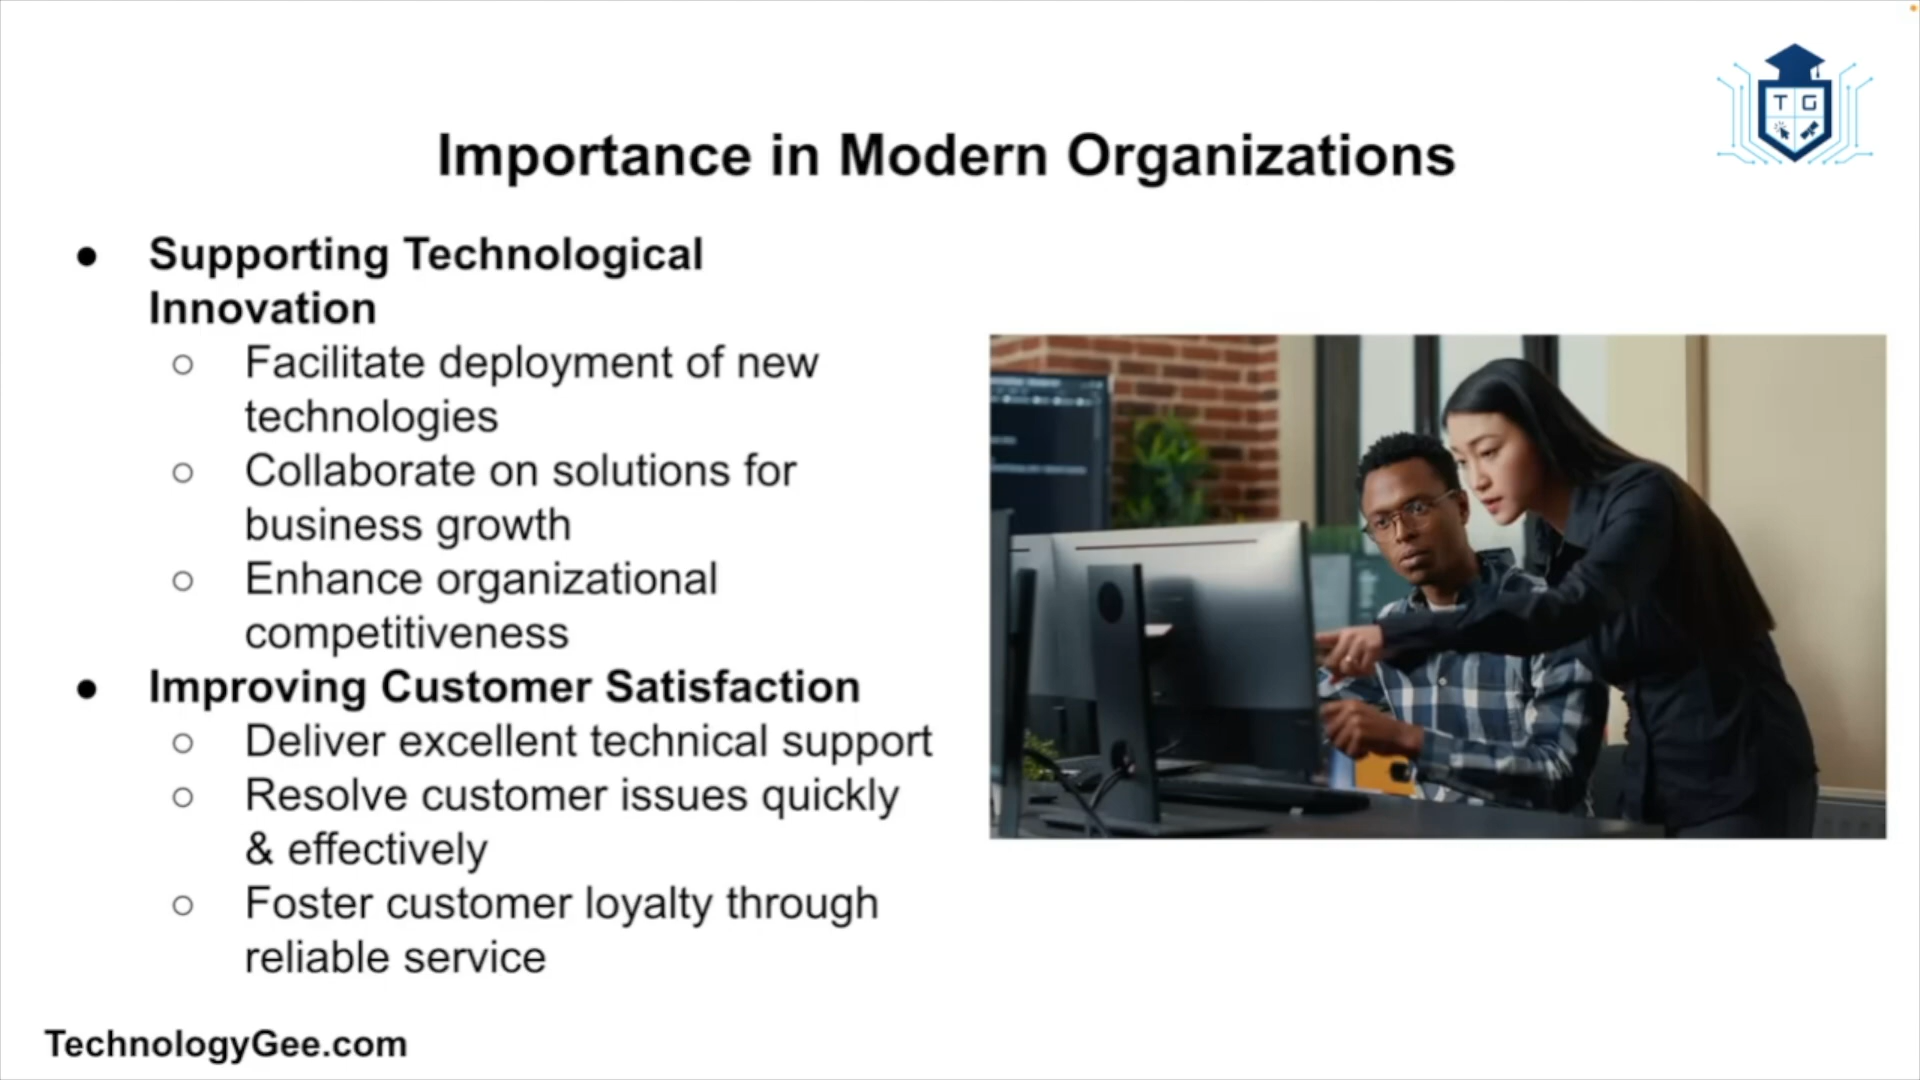 T G
Importance in Modern Organizations
● Supporting Technological
Innovation
○ Facilitate deployment of new
technologies
○ Collaborate on solutions for
business growth
○ Enhance organizational
competitiveness
● Improving Customer Satisfaction
○ Deliver excellent technical support
○ Resolve customer issues quickly
& effectively
○ Foster customer loyalty through
reliable service
TechnologyGee.com